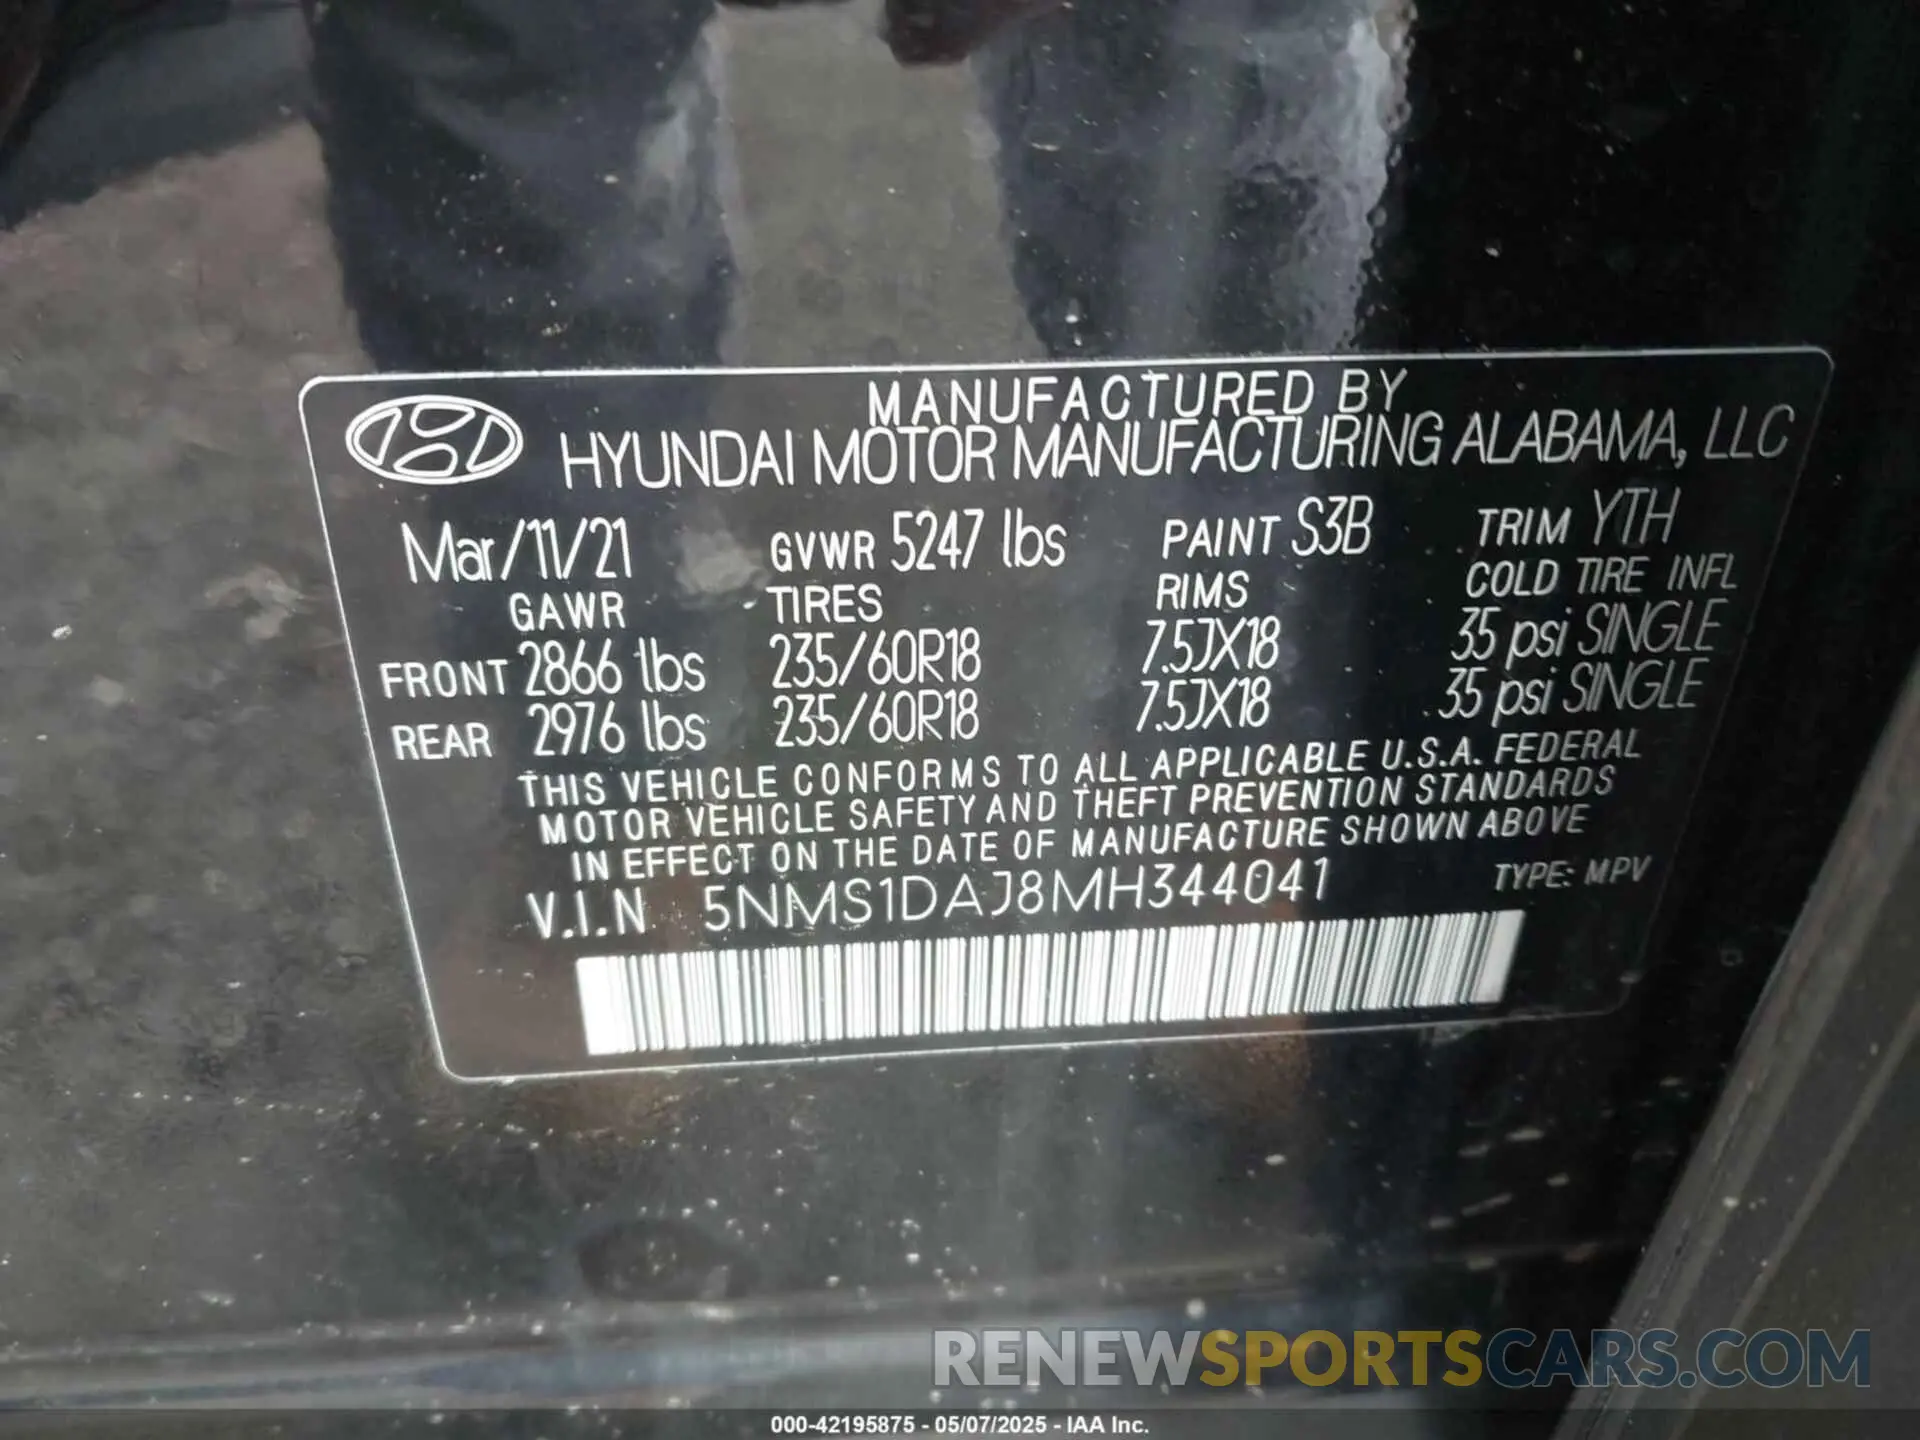 MANUFACTURED BY
HYUNDAI MOTOR MANUFACTURING ALABAMA, LLC
Mar/11/21 GVWR 5247 lbs PAINT S3B TRIM YTH
GAWR TIRES RIMS COLD TIRE INFL
FRONT 2866 lbs 235/60R18 7.5JX18 35 psi SINGLE
REAR 2976 lbs 235/60R18 7.5JX18 35 psi SINGLE
THIS VEHICLE CONFORMS TO ALL APPLICABLE U.S.A. FEDERAL
MOTOR VEHICLE SAFETY AND THEFT PREVENTION STANDARDS
IN EFFECT ON THE DATE OF MANUFACTURE SHOWN ABOVE
V.I.N 5NMS1DAJ8MH344041 TYPE: MPV
RENEWSPORTSCARS.COM
000-42195875 - 05/07/2025 - IAA Inc.